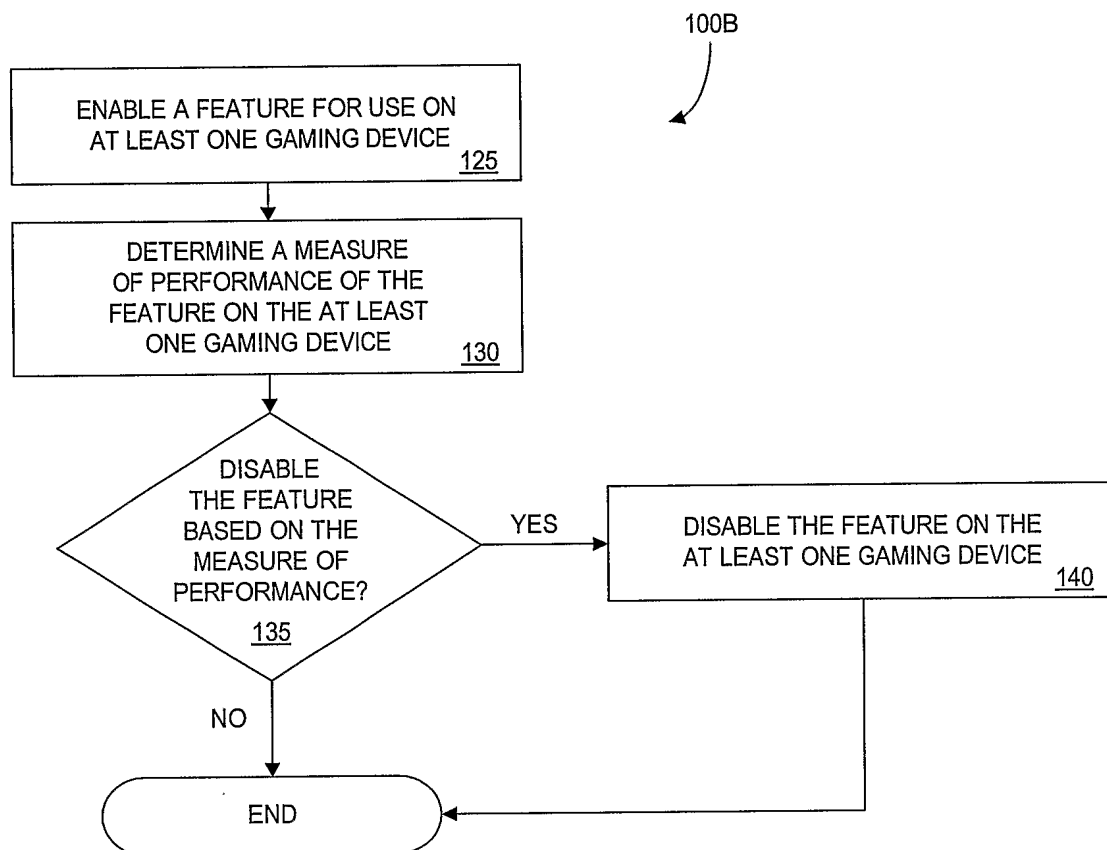 100B
ENABLE A FEATURE FOR USE ON
AT LEAST ONE GAMING DEVICE
125
DETERMINE A MEASURE
OF PERFORMANCE OF THE
FEATURE ON THE AT LEAST
ONE GAMING DEVICE
130
DISABLE
THE FEATURE
BASED ON THE
MEASURE OF
PERFORMANCE?
135
YES
DISABLE THE FEATURE ON THE
AT LEAST ONE GAMING DEVICE
140
NO
END